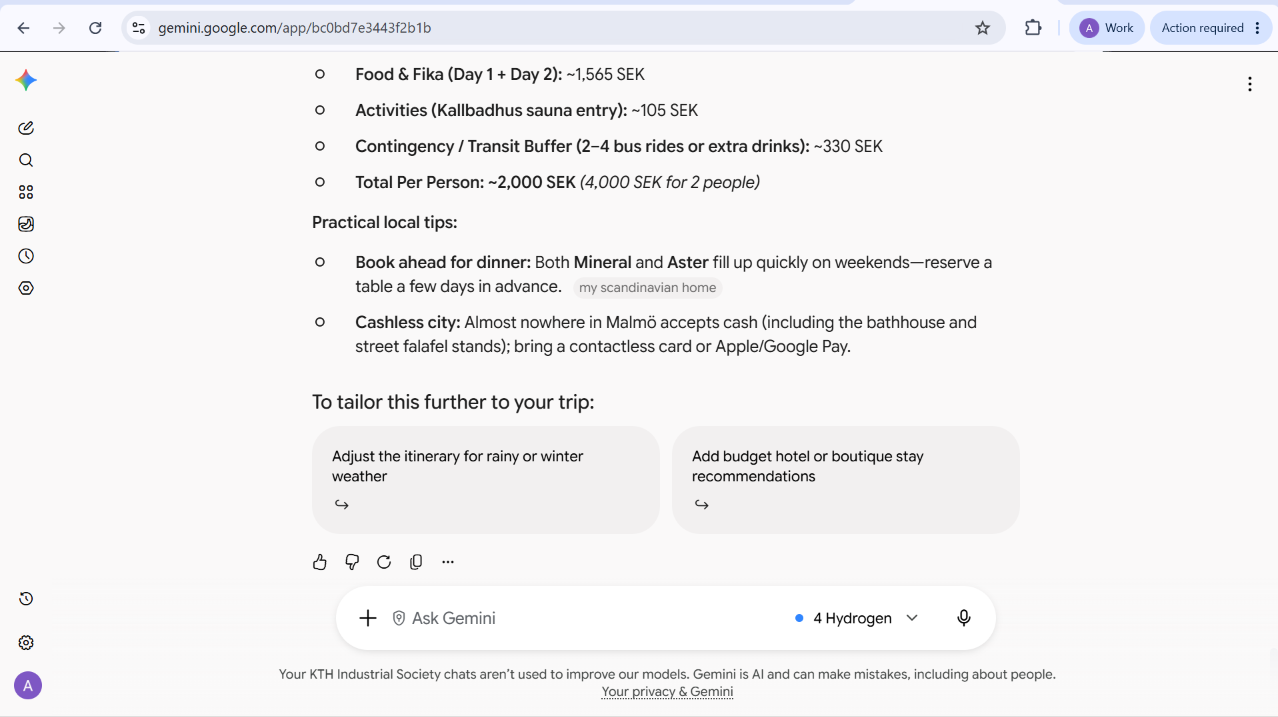 gemini.google.com/app/bc0bd7e3443f2b1b
A Work
Action required
Food & Fika (Day 1 + Day 2): ~1,565 SEK
Activities (Kallbadhus sauna entry): ~105 SEK
Contingency / Transit Buffer (2–4 bus rides or extra drinks): ~330 SEK
Total Per Person: ~2,000 SEK (4,000 SEK for 2 people)
Practical local tips:
Book ahead for dinner: Both Mineral and Aster fill up quickly on weekends—reserve a
table a few days in advance. my scandinavian home
Cashless city: Almost nowhere in Malmö accepts cash (including the bathhouse and
street falafel stands); bring a contactless card or Apple/Google Pay.
To tailor this further to your trip:
Adjust the itinerary for rainy or winter
weather
Add budget hotel or boutique stay
recommendations
Ask Gemini
4 Hydrogen
Your KTH Industrial Society chats aren’t used to improve our models. Gemini is AI and can make mistakes, including about people.
Your privacy & Gemini
A